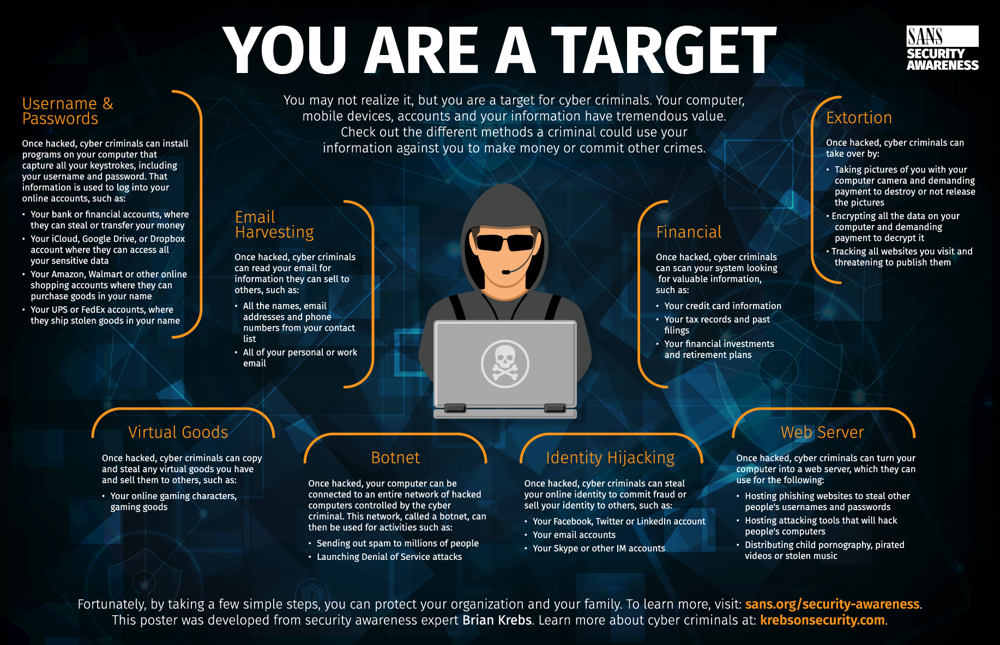 YOU ARE A TARGET
SANS
SECURITY
AWARENESS
You may not realize it, but you are a target for cyber criminals. Your computer,
mobile devices, accounts and your information have tremendous value.
Check out the different methods a criminal could use your
information against you to make money or commit other crimes.
Username &
Passwords
Once hacked, cyber criminals can install
programs on your computer that
capture all your keystrokes, including
your username and password. That
information is used to log into your
online accounts, such as:
• Your bank or financial accounts, where
they can steal or transfer your money
• Your iCloud, Google Drive, or Dropbox
account where they can access all
your sensitive data
• Your Amazon, Walmart or other online
shopping accounts where they can
purchase goods in your name
• Your UPS or FedEx accounts, where
they ship stolen goods in your name
Email
Harvesting
Once hacked, cyber criminals
can read your email for
information they can sell to
others, such as:
• All the names, email
addresses and phone
numbers from your contact
list
• All of your personal or work
email
Financial
Once hacked, cyber criminals
can scan your system looking
for valuable information,
such as:
• Your credit card information
• Your tax records and past
filings
• Your financial investments
and retirement plans
Extortion
Once hacked, cyber criminals can
take over by:
• Taking pictures of you with your
computer camera and demanding
payment to destroy or not release
the pictures
• Encrypting all the data on your
computer and demanding
payment to decrypt it
• Tracking all websites you visit and
threatening to publish them
Virtual Goods
Once hacked, cyber criminals can copy
and steal any virtual goods you have
and sell them to others, such as:
• Your online gaming characters,
gaming goods
Botnet
Once hacked, your computer can be
connected to an entire network of hacked
computers controlled by the cyber
criminal. This network, called a botnet, can
then be used for activities such as:
• Sending out spam to millions of people
• Launching Denial of Service attacks
Identity Hijacking
Once hacked, cyber criminals can steal
your online identity to commit fraud or
sell your identity to others, such as:
• Your Facebook, Twitter or LinkedIn account
• Your email accounts
• Your Skype or other IM accounts
Web Server
Once hacked, cyber criminals can turn your
computer into a web server, which they can
use for the following:
• Hosting phishing websites to steal other
people's usernames and passwords
• Hosting attacking tools that will hack
people's computers
• Distributing child pornography, pirated
videos or stolen music
Fortunately, by taking a few simple steps, you can protect your organization and your family. To learn more, visit: sans.org/security-awareness.
This poster was developed from security awareness expert Brian Krebs. Learn more about cyber criminals at: krebsonsecurity.com.